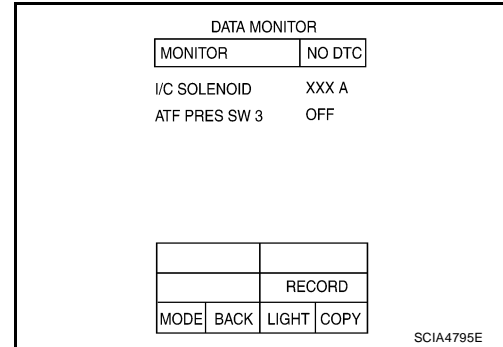 DATA MONITOR
MONITOR NO DTC
I/C SOLENOID XXX A
ATF PRES SW 3 OFF
RECORD
MODE BACK LIGHT COPY
SCIA4795E